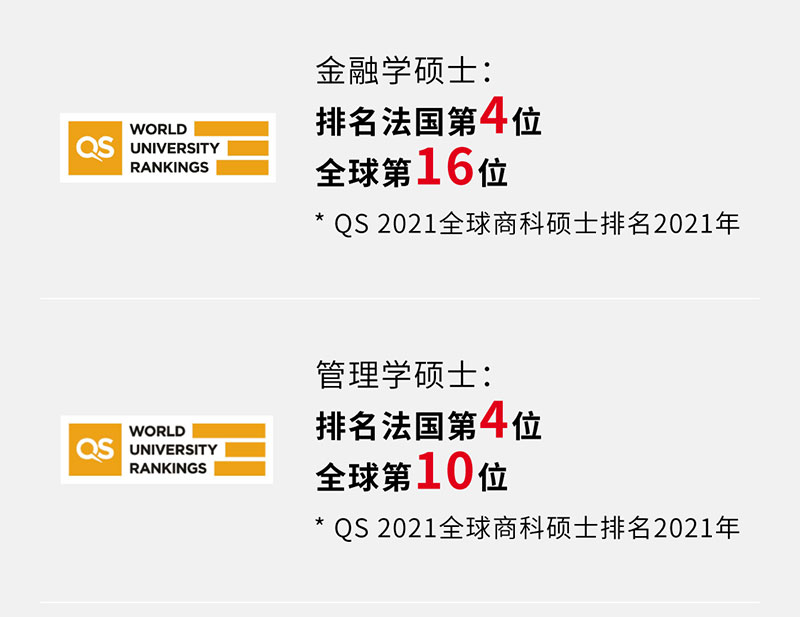 QS
WORLD
UNIVERSITY
RANKINGS
金融学硕士：
排名法国第4位
全球第16位
* QS 2021全球商科硕士排名2021年
QS
WORLD
UNIVERSITY
RANKINGS
管理学硕士：
排名法国第4位
全球第10位
* QS 2021全球商科硕士排名2021年